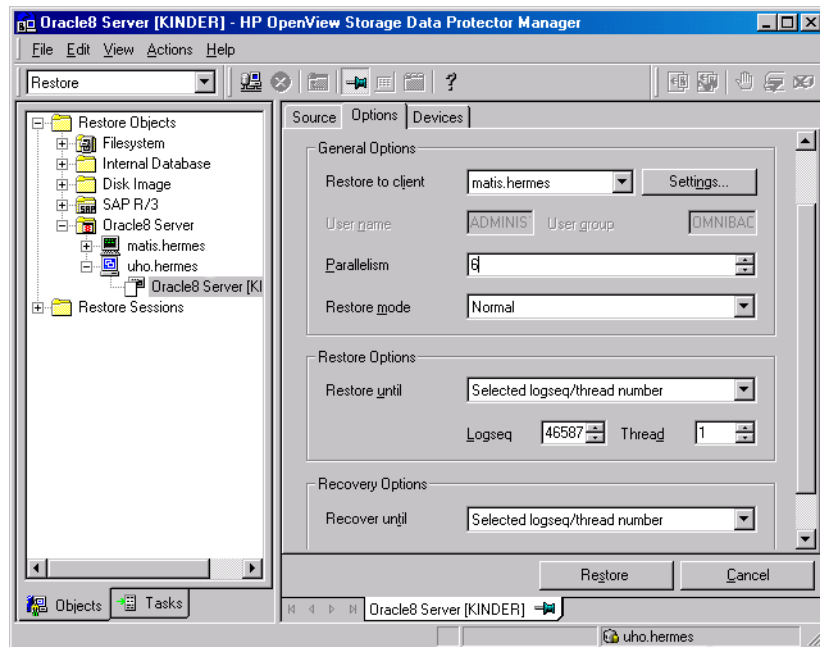 Oracle8 Server [KINDER] - HP OpenView Storage Data Protector Manager
File Edit View Actions Help
Restore
Source Options Devices
Restore Objects
Filesystem
Internal Database
Disk Image
SAP R/3
Oracle8 Server
matis.hermes
uho.hermes
Oracle8 Server [KI
Restore Sessions
General Options
Restore to client matis.hermes Settings...
User name ADMINIS User group OMNIBAC
Parallelism 6
Restore mode Normal
Restore Options
Restore until Selected logseq/thread number
Logseq 46587 Thread 1
Recovery Options
Recover until Selected logseq/thread number
Restore Cancel
Objects Tasks
Oracle8 Server [KINDER]
uho.hermes